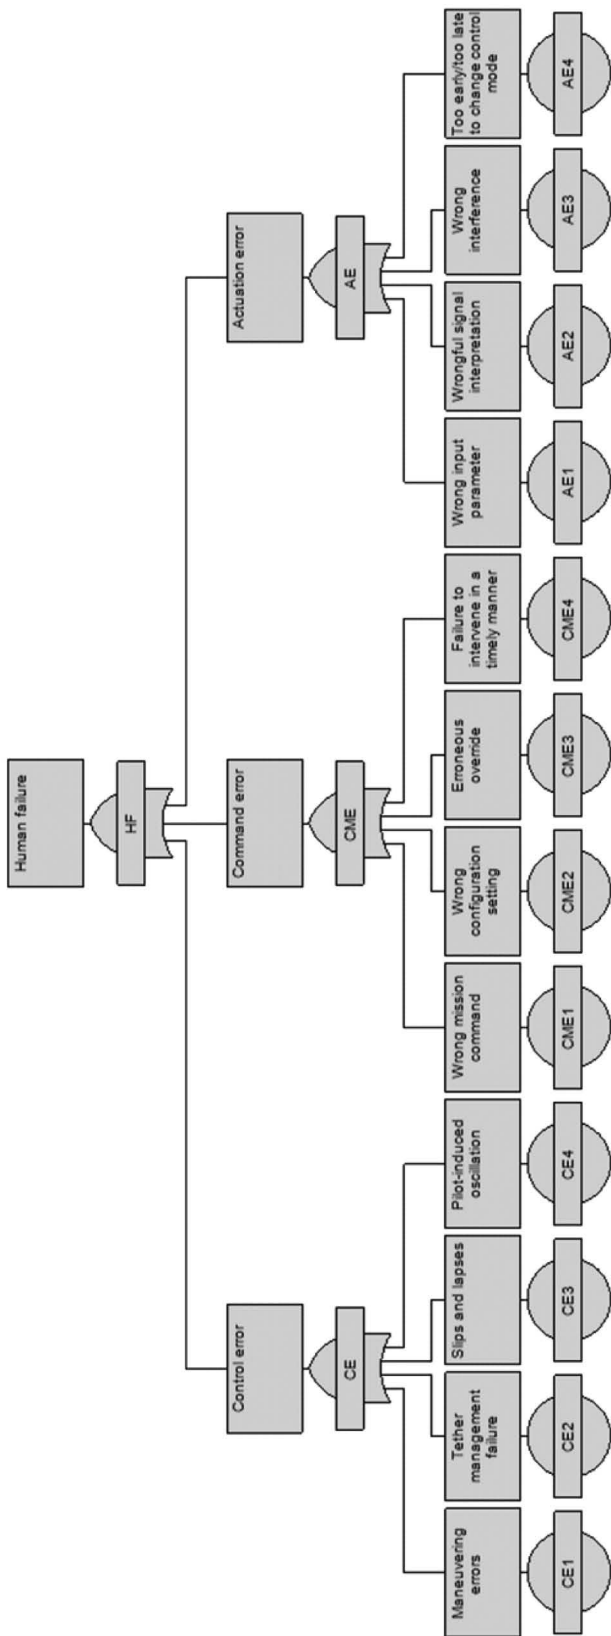 Human failure
HF
Control error
CE
Command error
CME
Actuation error
AE
Maneuvering
errors
CE1
Tether
management
failure
CE2
Slips and lapses
CE3
Pilot-induced
oscillation
CE4
Wrong mission
command
CME1
Wrong
configuration
setting
CME2
Erroneous
override
CME3
Failure to
intervene in a
timely manner
CME4
Wrong input
parameter
AE1
Wrongful signal
interpretation
AE2
Wrong
interference
AE3
Too early/too late
to change control
mode
AE4